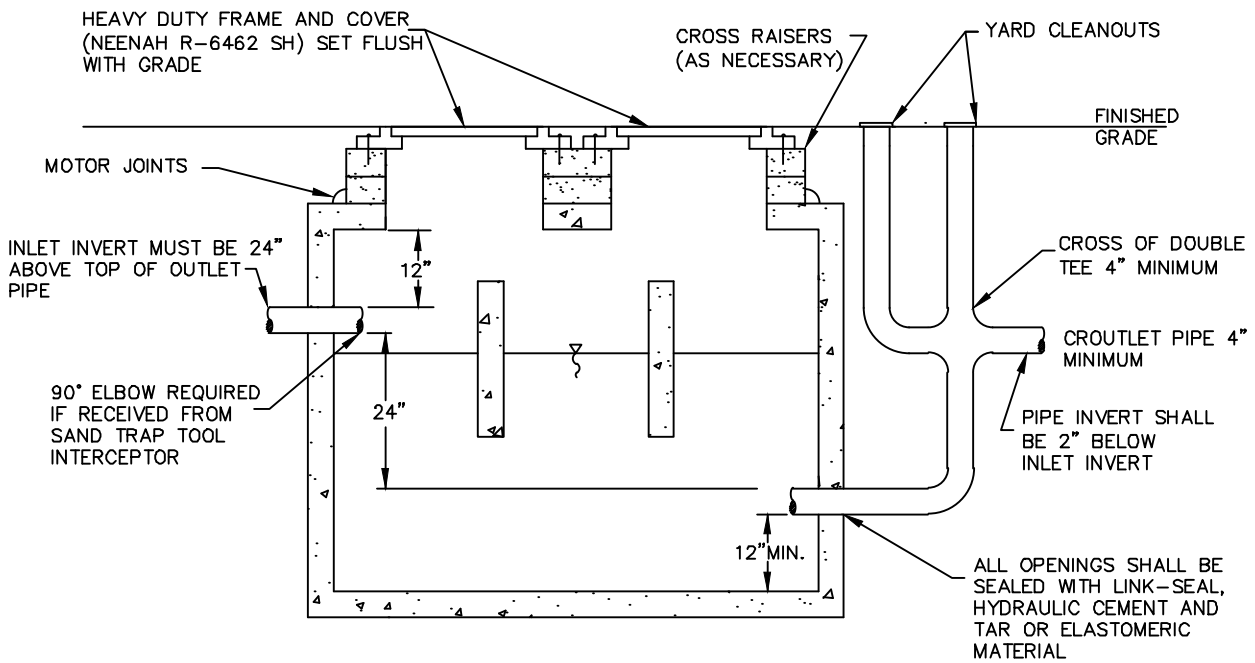 HEAVY DUTY FRAME AND COVER
(NEENAH R-6462 SH) SET FLUSH
WITH GRADE
CROSS RAISERS
(AS NECESSARY)
YARD CLEANOUTS
FINISHED
GRADE
MOTOR JOINTS
INLET INVERT MUST BE 24"
ABOVE TOP OF OUTLET
PIPE
12"
CROSS OF DOUBLE
TEE 4" MINIMUM
CROUTLET PIPE 4"
MINIMUM
90° ELBOW REQUIRED
IF RECEIVED FROM
SAND TRAP TOOL
INTERCEPTOR
24"
PIPE INVERT SHALL
BE 2" BELOW
INLET INVERT
12"MIN.
ALL OPENINGS SHALL BE
SEALED WITH LINK-SEAL,
HYDRAULIC CEMENT AND
TAR OR ELASTOMERIC
MATERIAL